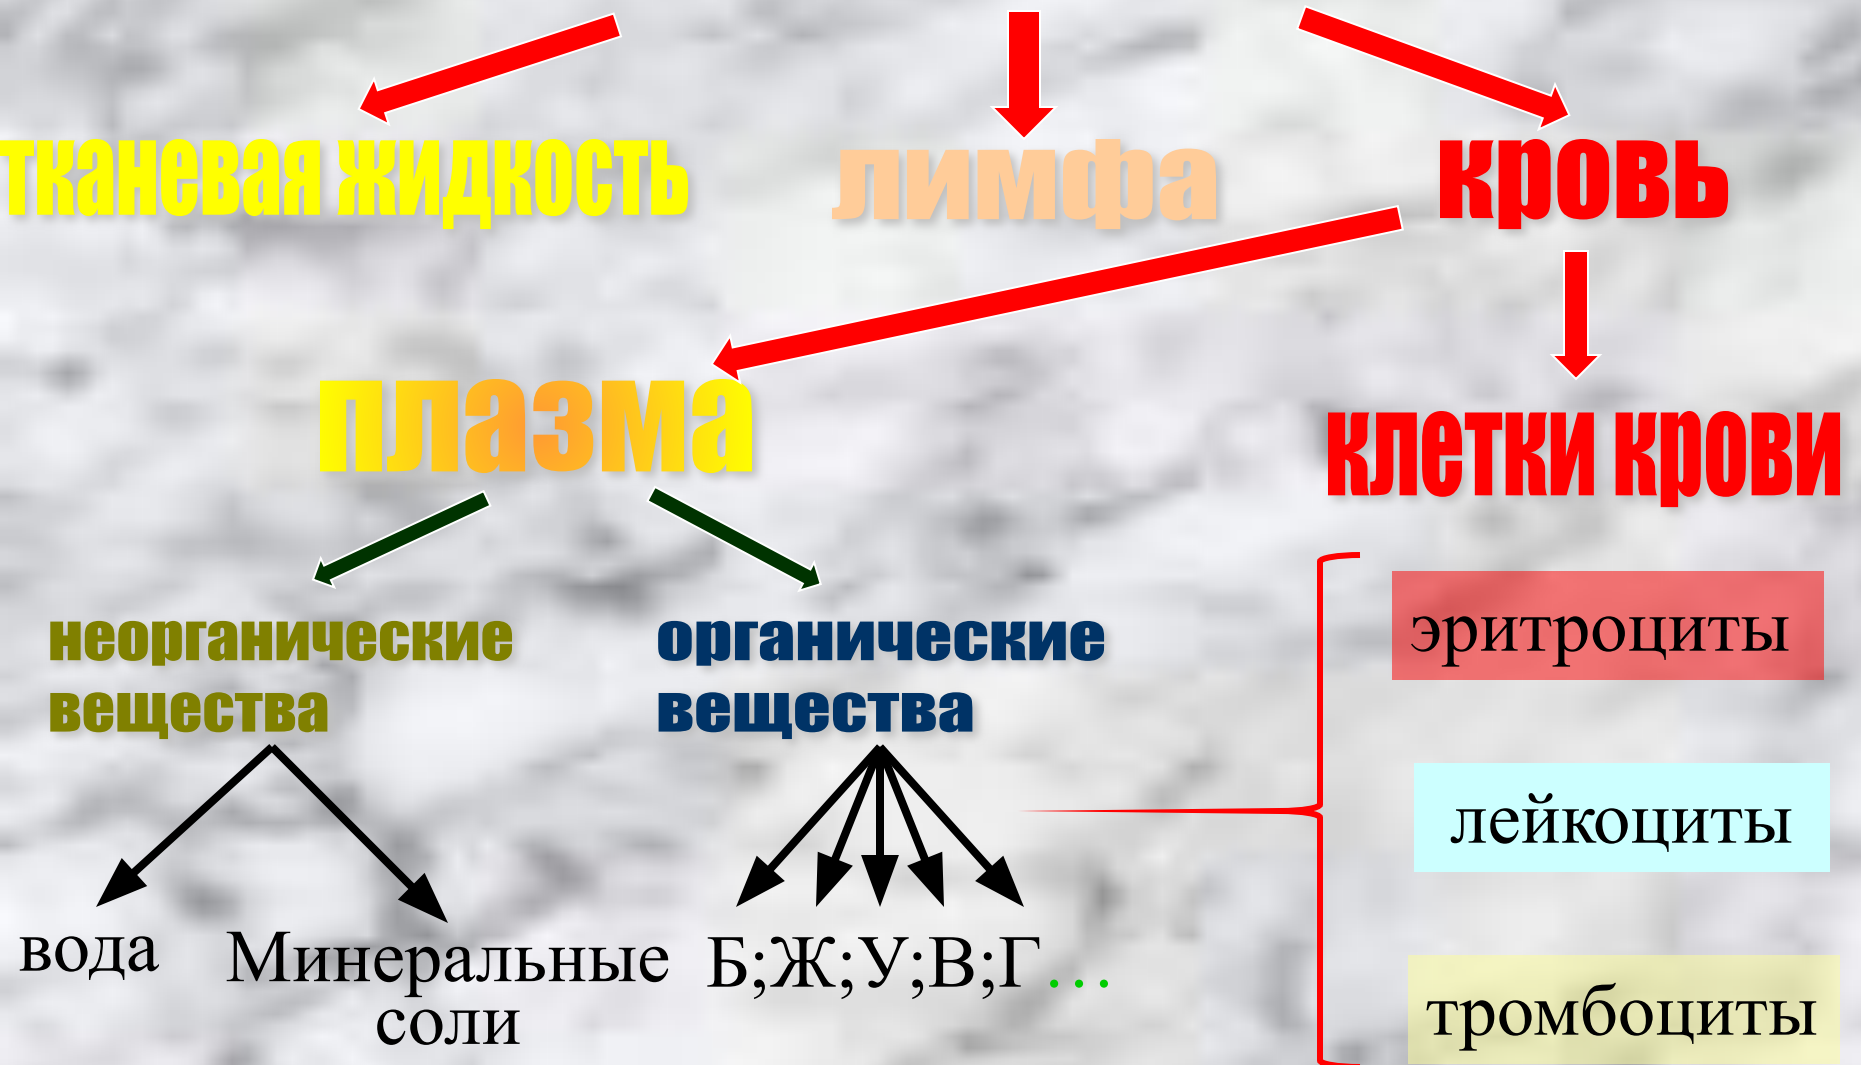 тканевая жидкость
лимфа
кровь
плазма
клетки крови
неорганические
вещества
органические
вещества
эритроциты
лейкоциты
тромбоциты
вода
Минеральные
соли
Б;Ж;У;В;Г...